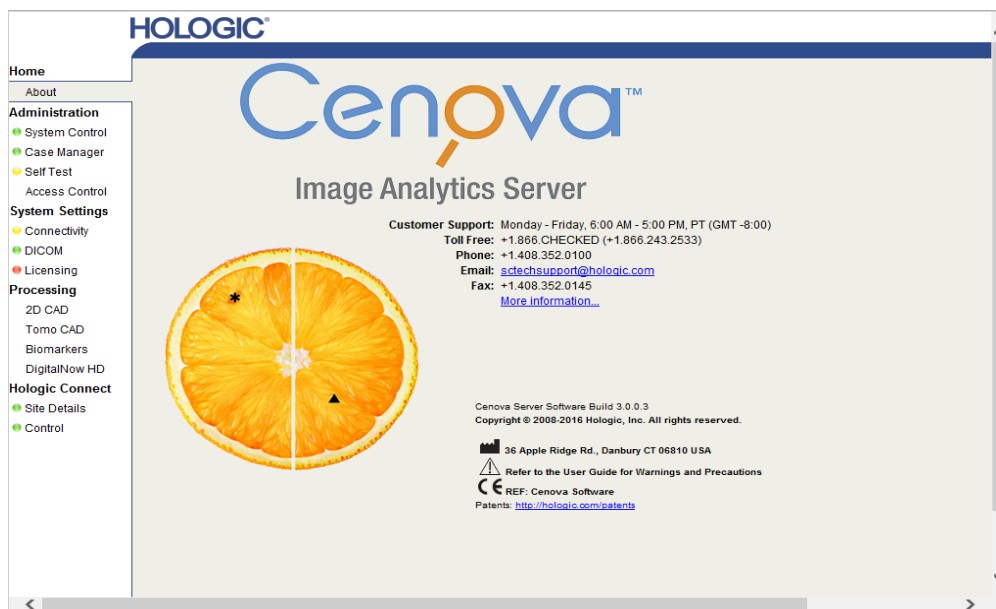 HOLOGIC®
Home
About
Administration
System Control
Case Manager
Self Test
Access Control
System Settings
Connectivity
DICOM
Licensing
Processing
2D CAD
Tomo CAD
Biomarkers
DigitalNow HD
Hologic Connect
Site Details
Control
Cenova™
Image Analytics Server
Customer Support: Monday - Friday, 6:00 AM - 5:00 PM, PT (GMT -8:00)
Toll Free: +1.866.CHECKED (+1.866.243.2533)
Phone: +1.408.352.0100
Email: sctechsupport@hologic.com
Fax: +1.408.352.0145
More information...
Cenova Server Software Build 3.0.0.3
Copyright © 2008-2016 Hologic, Inc. All rights reserved.
36 Apple Ridge Rd., Danbury CT 06810 USA
Refer to the User Guide for Warnings and Precautions
CE REF: Cenova Software
Patents: http://hologic.com/patents